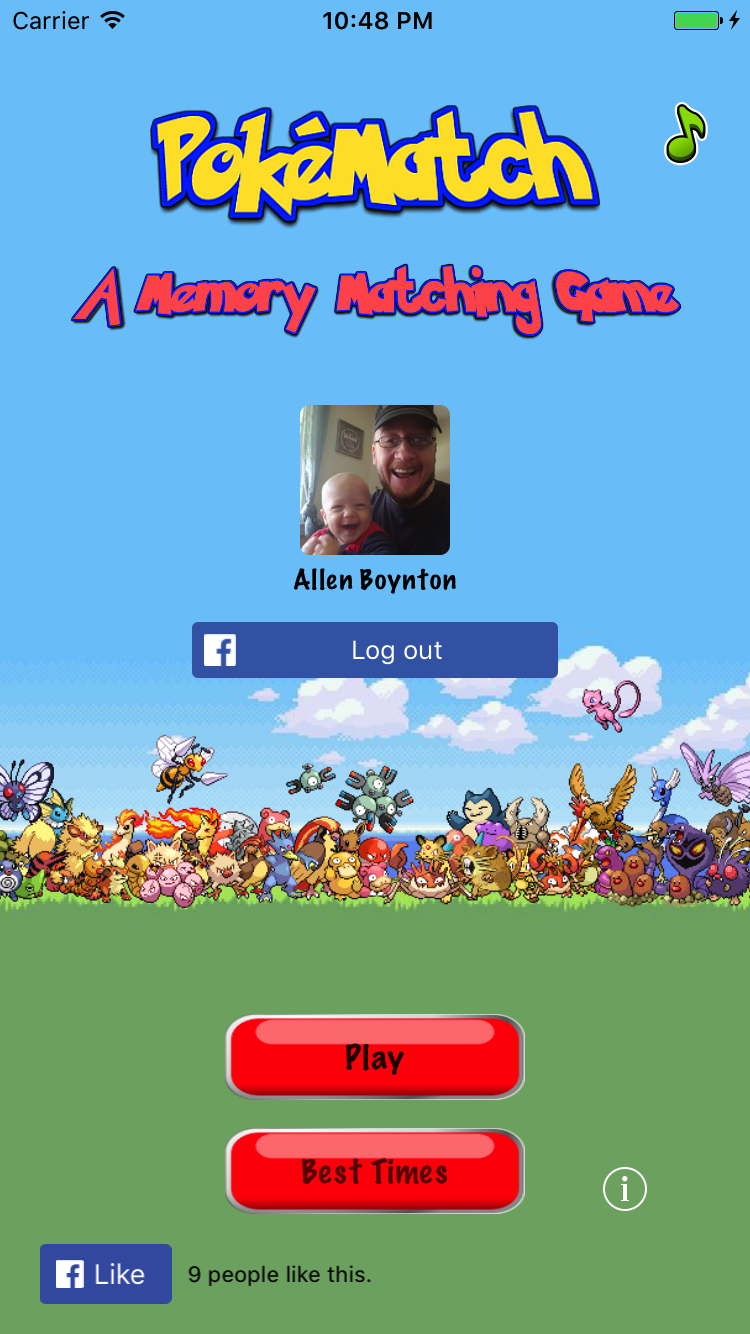 Carrier 10:48 PM
PokéMatch
A Memory Matching Game
Allen Boynton
Log out
Play
Best Times
i
Like 9 people like this.